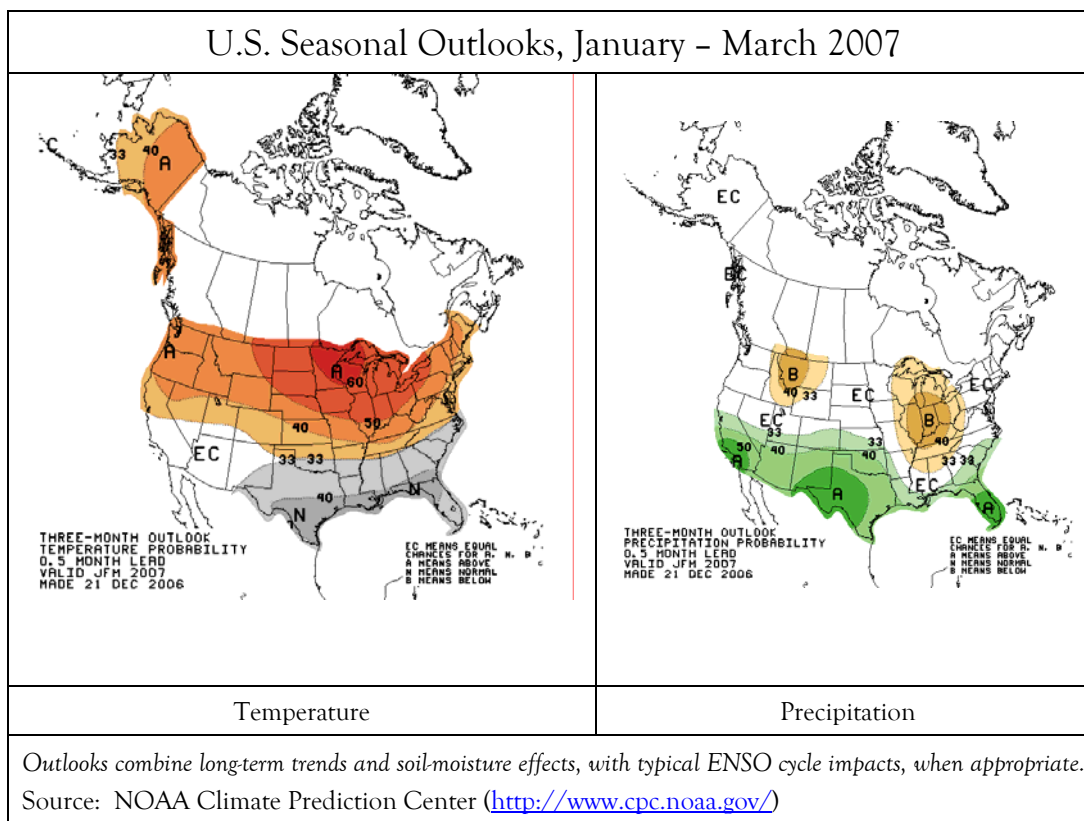 U.S. Seasonal Outlooks, January – March 2007
C
33 40
A
A
A
60
50
40
EC
33 33
40
N
N
THREE-MONTH OUTLOOK
TEMPERATURE PROBABILITY
0.5 MONTH LEAD
VALID JFM 2007
MADE 21 DEC 2006
EC MEANS EQUAL
CHANCES FOR A, N, B
A MEANS ABOVE
N MEANS NORMAL
B MEANS BELOW
EC
EC
B
40 33
EC
EC
EC
33
33
B
40
50
A
40
40
33 33
EC
A
A
THREE-MONTH OUTLOOK
PRECIPITATION PROBABILITY
0.5 MONTH LEAD
VALID JFM 2007
MADE 21 DEC 2006
EC MEANS EQUAL
CHANCES FOR A, N, B
A MEANS ABOVE
N MEANS NORMAL
B MEANS BELOW
Temperature
Precipitation
Outlooks combine long-term trends and soil-moisture effects, with typical ENSO cycle impacts, when appropriate.
Source: NOAA Climate Prediction Center (http://www.cpc.noaa.gov/)